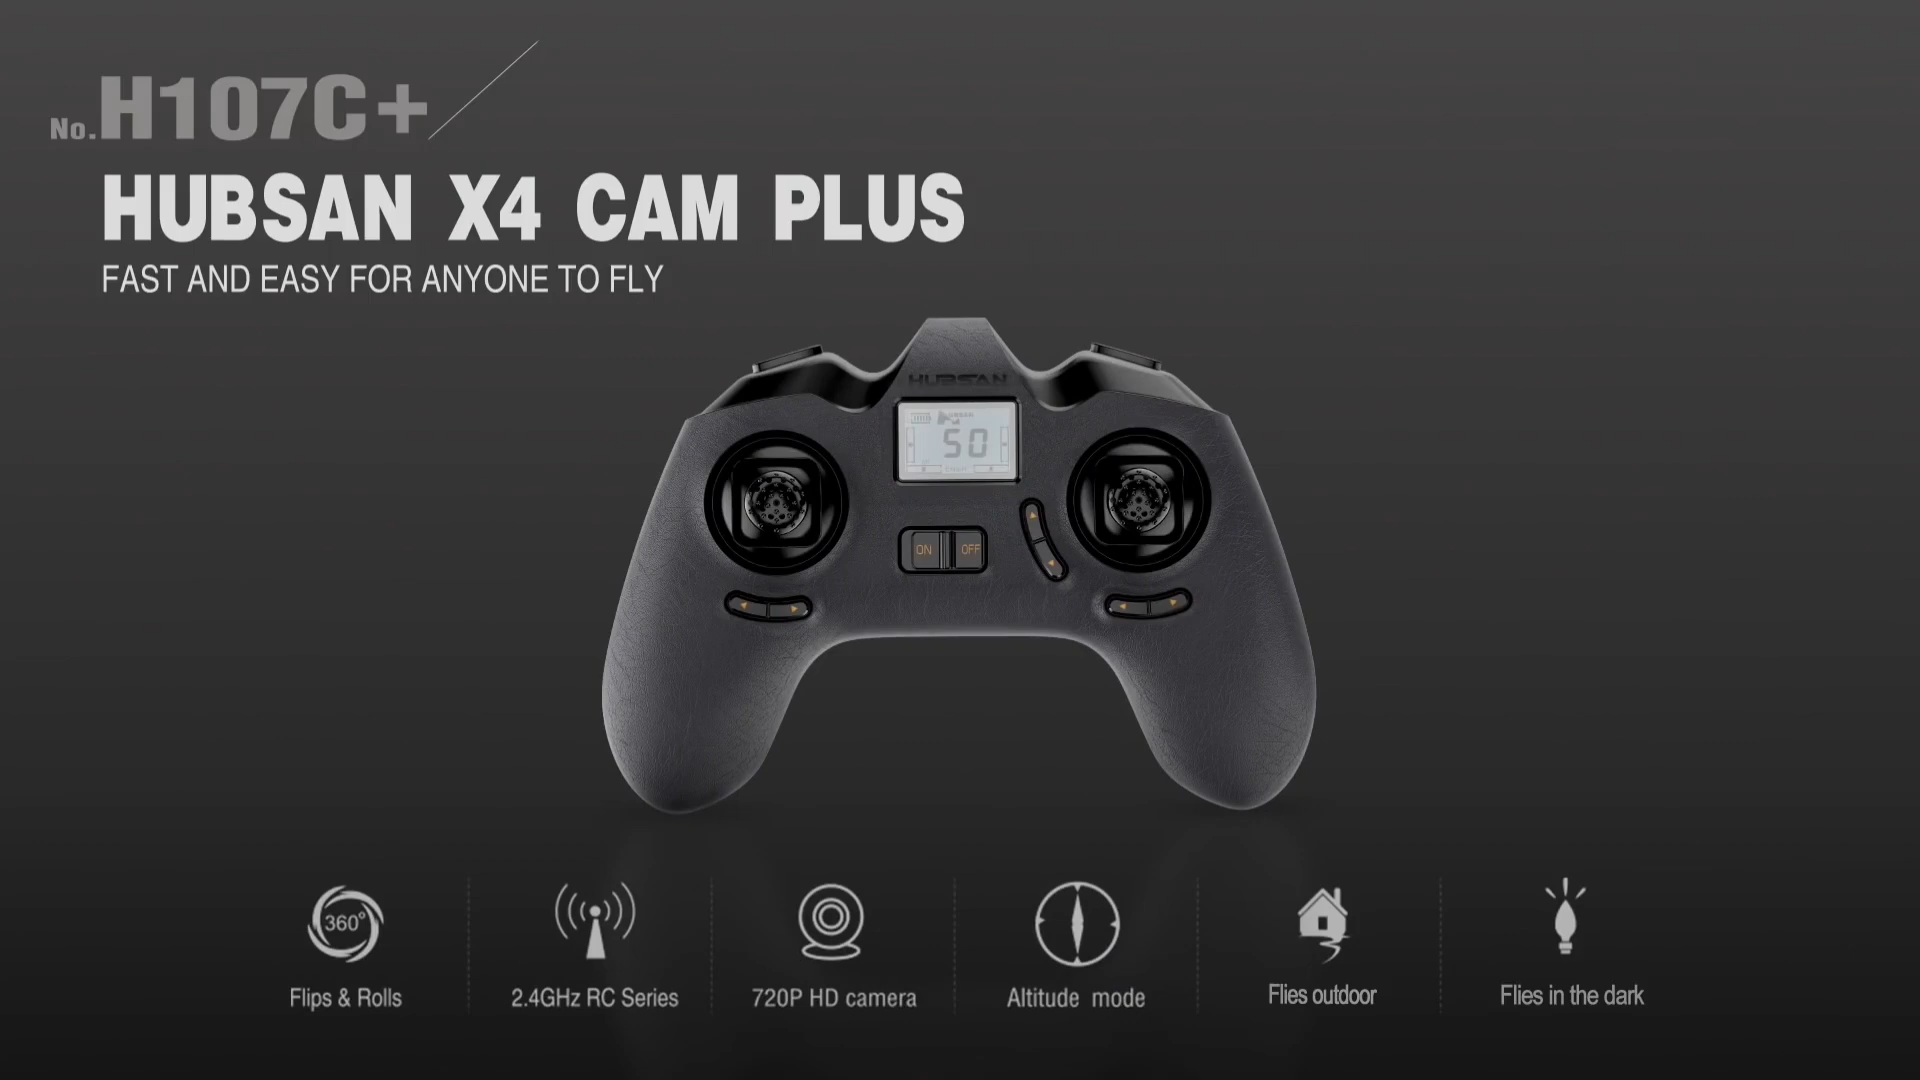 No.H107C+
HUBSAN X4 CAM PLUS
FAST AND EASY FOR ANYONE TO FLY
HUBSAN
50
ON OFF
360°
Flips & Rolls
2.4GHz RC Series
720P HD camera
Altitude mode
Flies outdoor
Flies in the dark